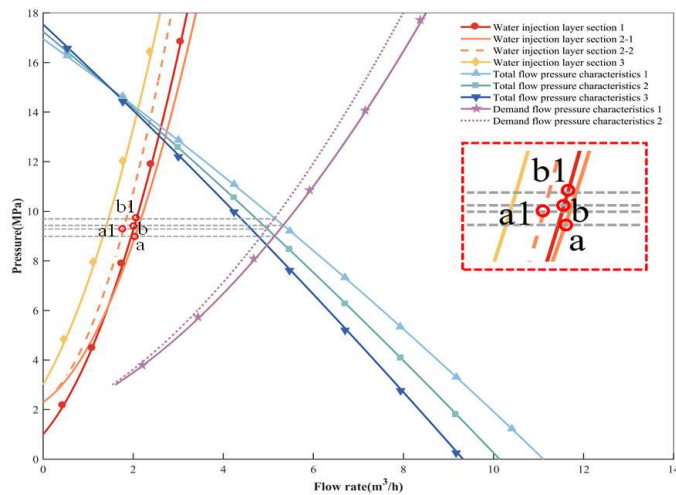 18
16
14
12
10
8
6
4
2
0
Pressure(MPa)
0 2 4 6 8 10 12 14
Flow rate(m³/h)
Water injection layer section 1
Water injection layer section 2-1
Water injection layer section 2-2
Water injection layer section 3
Total flow pressure characteristics 1
Total flow pressure characteristics 2
Total flow pressure characteristics 3
Demand flow pressure characteristics 1
Demand flow pressure characteristics 2
b1
a1 b
a
b1
a1 b
a